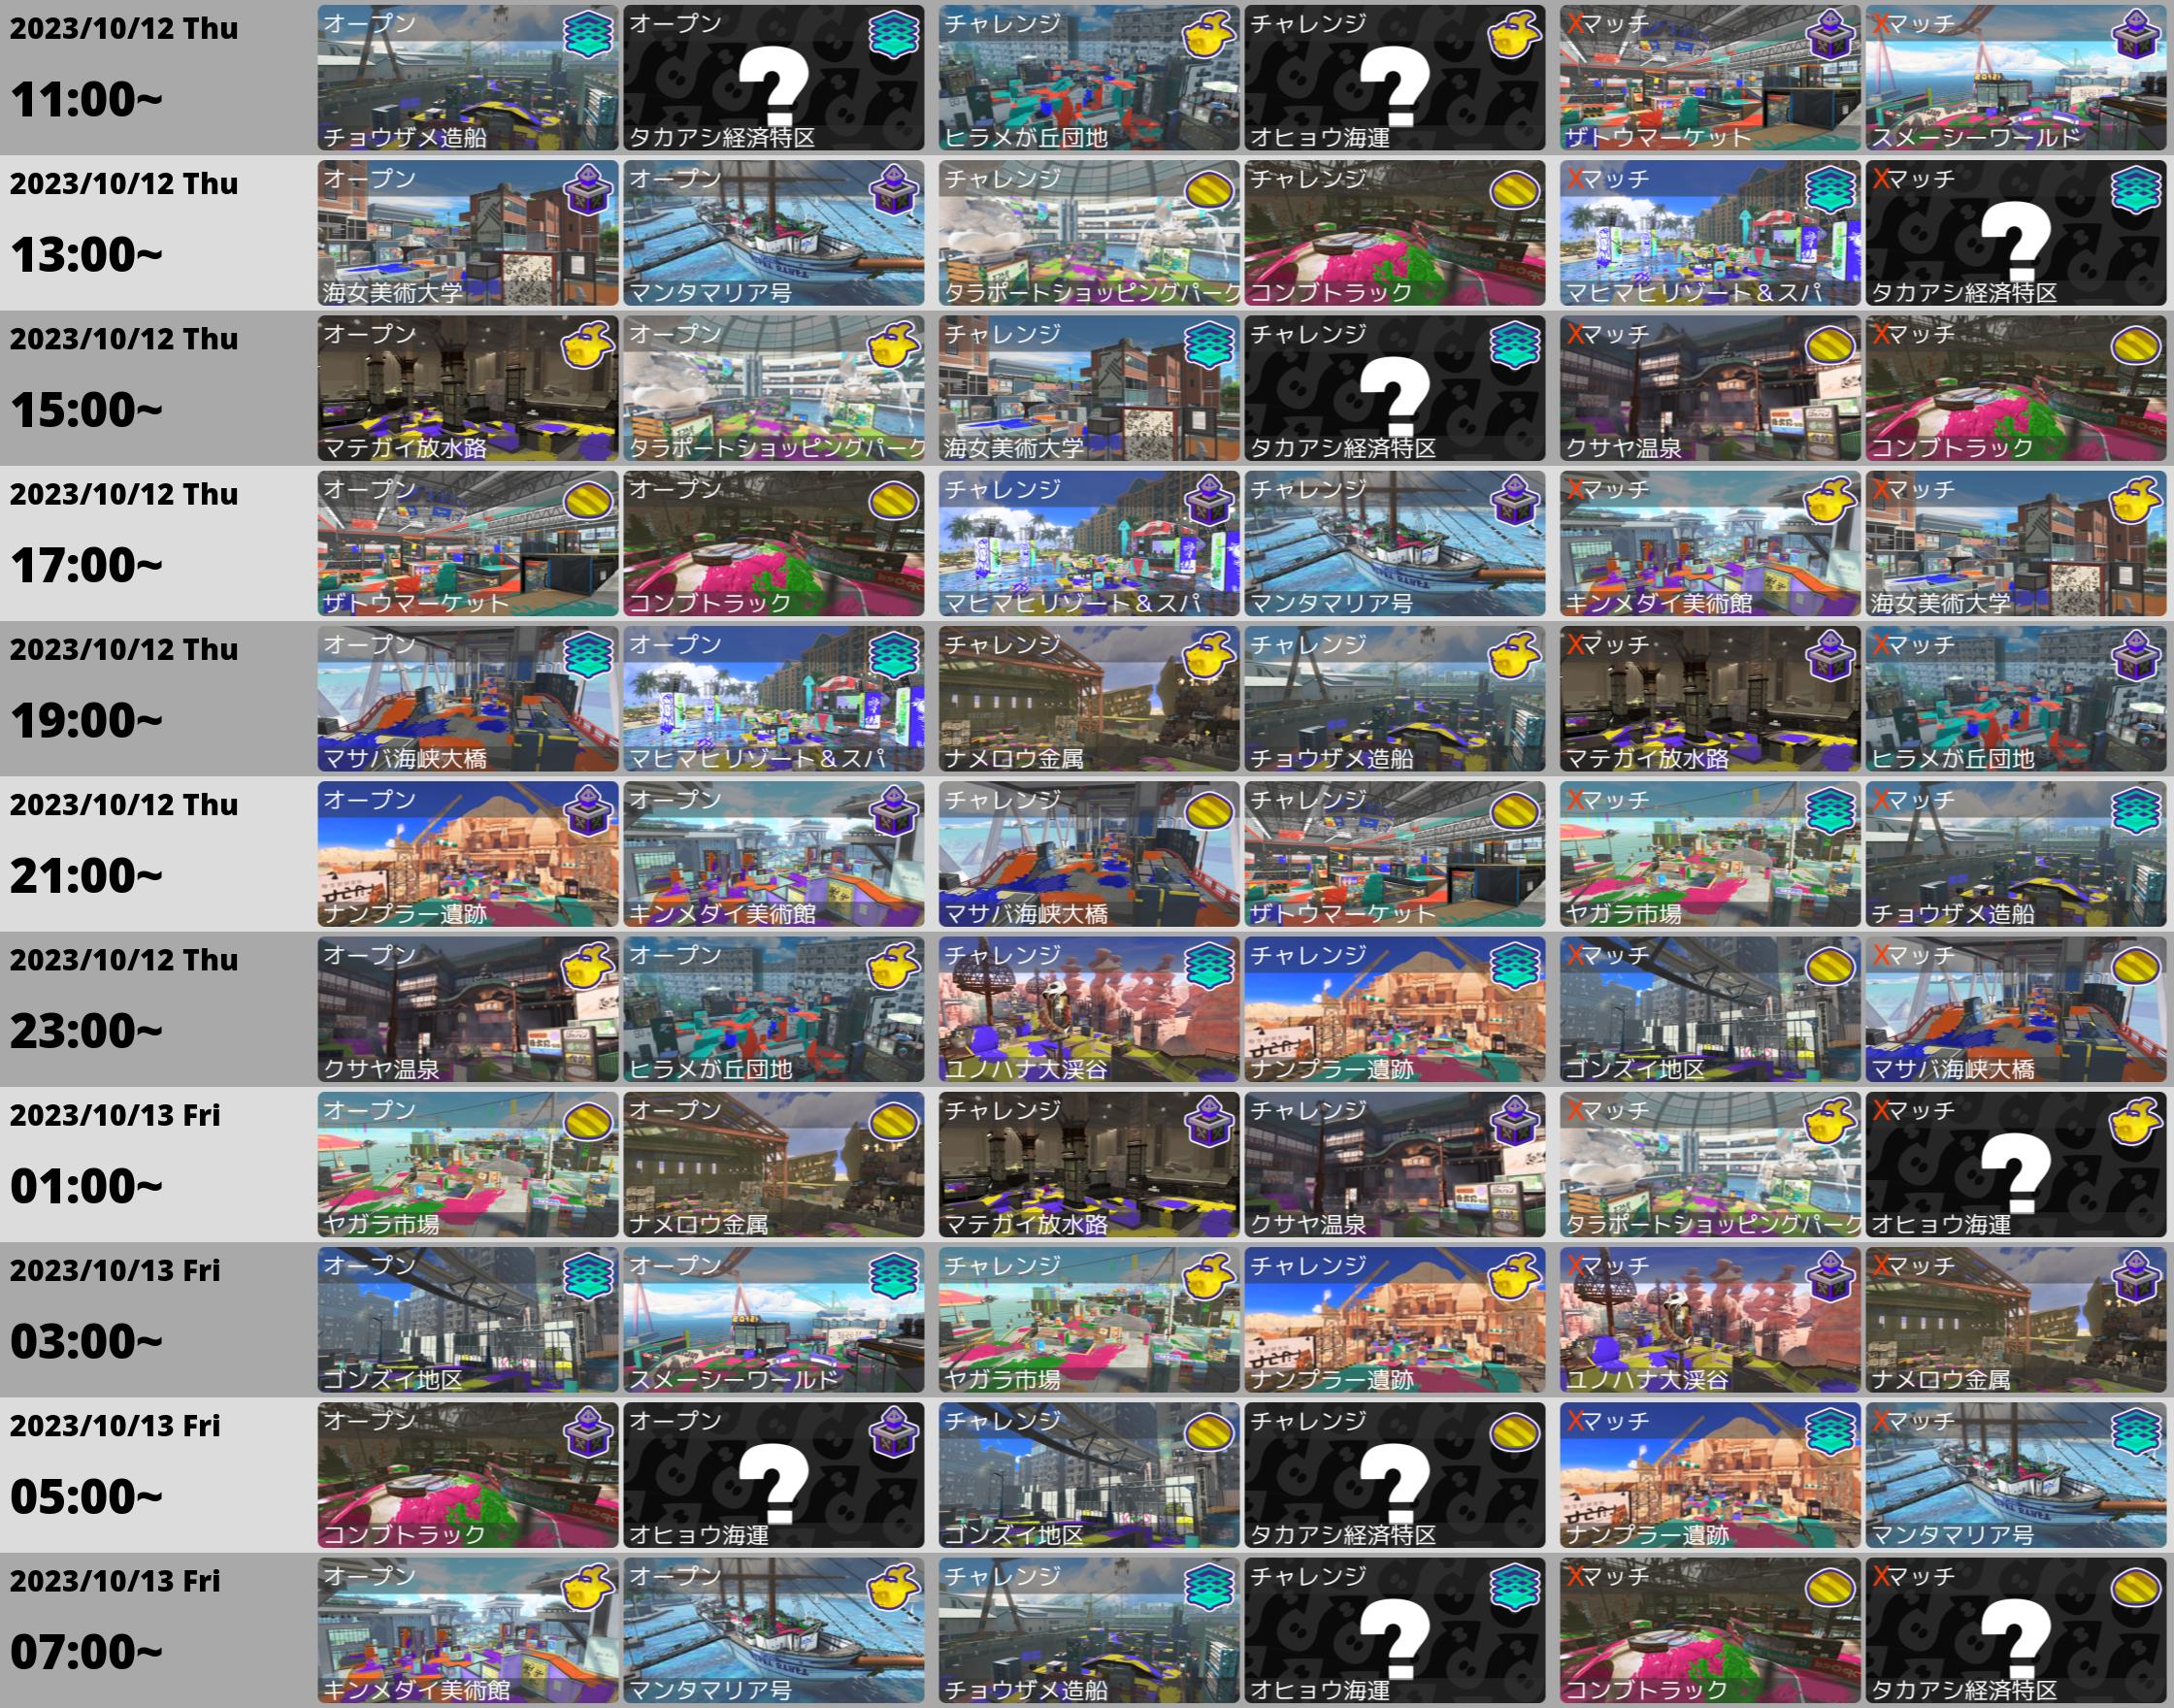 2023/10/12 Thu
11:00~
オープン
チョウザメ造船
オープン
タカアシ経済特区
チャレンジ
ヒラメが丘団地
チャレンジ
オヒョウ海運
Xマッチ
ザトウマーケット
Xマッチ
スメーシーワールド
2023/10/12 Thu
13:00~
オープン
海女美術大学
オープン
マンタマリア号
チャレンジ
タラポートショッピングパーク
チャレンジ
コンブトラック
Xマッチ
マヒマヒリゾート＆スパ
Xマッチ
タカアシ経済特区
2023/10/12 Thu
15:00~
オープン
マテガイ放水路
オープン
タラポートショッピングパーク
チャレンジ
海女美術大学
チャレンジ
タカアシ経済特区
Xマッチ
クサヤ温泉
Xマッチ
コンブトラック
2023/10/12 Thu
17:00~
オープン
ザトウマーケット
オープン
コンブトラック
チャレンジ
マヒマヒリゾート＆スパ
チャレンジ
マンタマリア号
Xマッチ
キンメダイ美術館
Xマッチ
海女美術大学
2023/10/12 Thu
19:00~
オープン
マサバ海峡大橋
オープン
マヒマヒリゾート＆スパ
チャレンジ
ナメロウ金属
チャレンジ
チョウザメ造船
Xマッチ
マテガイ放水路
Xマッチ
ヒラメが丘団地
2023/10/12 Thu
21:00~
オープン
ナンプラー遺跡
オープン
キンメダイ美術館
チャレンジ
マサバ海峡大橋
チャレンジ
ザトウマーケット
Xマッチ
ヤガラ市場
Xマッチ
チョウザメ造船
2023/10/12 Thu
23:00~
オープン
クサヤ温泉
オープン
ヒラメが丘団地
チャレンジ
ユノハナ大渓谷
チャレンジ
ナンプラー遺跡
Xマッチ
ゴンズイ地区
Xマッチ
マサバ海峡大橋
2023/10/13 Fri
01:00~
オープン
ヤガラ市場
オープン
ナメロウ金属
チャレンジ
マテガイ放水路
チャレンジ
クサヤ温泉
Xマッチ
タラポートショッピングパーク
Xマッチ
オヒョウ海運
2023/10/13 Fri
03:00~
オープン
ゴンズイ地区
オープン
スメーシーワールド
チャレンジ
ヤガラ市場
チャレンジ
ナンプラー遺跡
Xマッチ
ユノハナ大渓谷
Xマッチ
ナメロウ金属
2023/10/13 Fri
05:00~
オープン
コンブトラック
オープン
オヒョウ海運
チャレンジ
ゴンズイ地区
チャレンジ
タカアシ経済特区
Xマッチ
ナンプラー遺跡
Xマッチ
マンタマリア号
2023/10/13 Fri
07:00~
オープン
キンメダイ美術館
オープン
マンタマリア号
チャレンジ
チョウザメ造船
チャレンジ
オヒョウ海運
Xマッチ
コンブトラック
Xマッチ
タカアシ経済特区